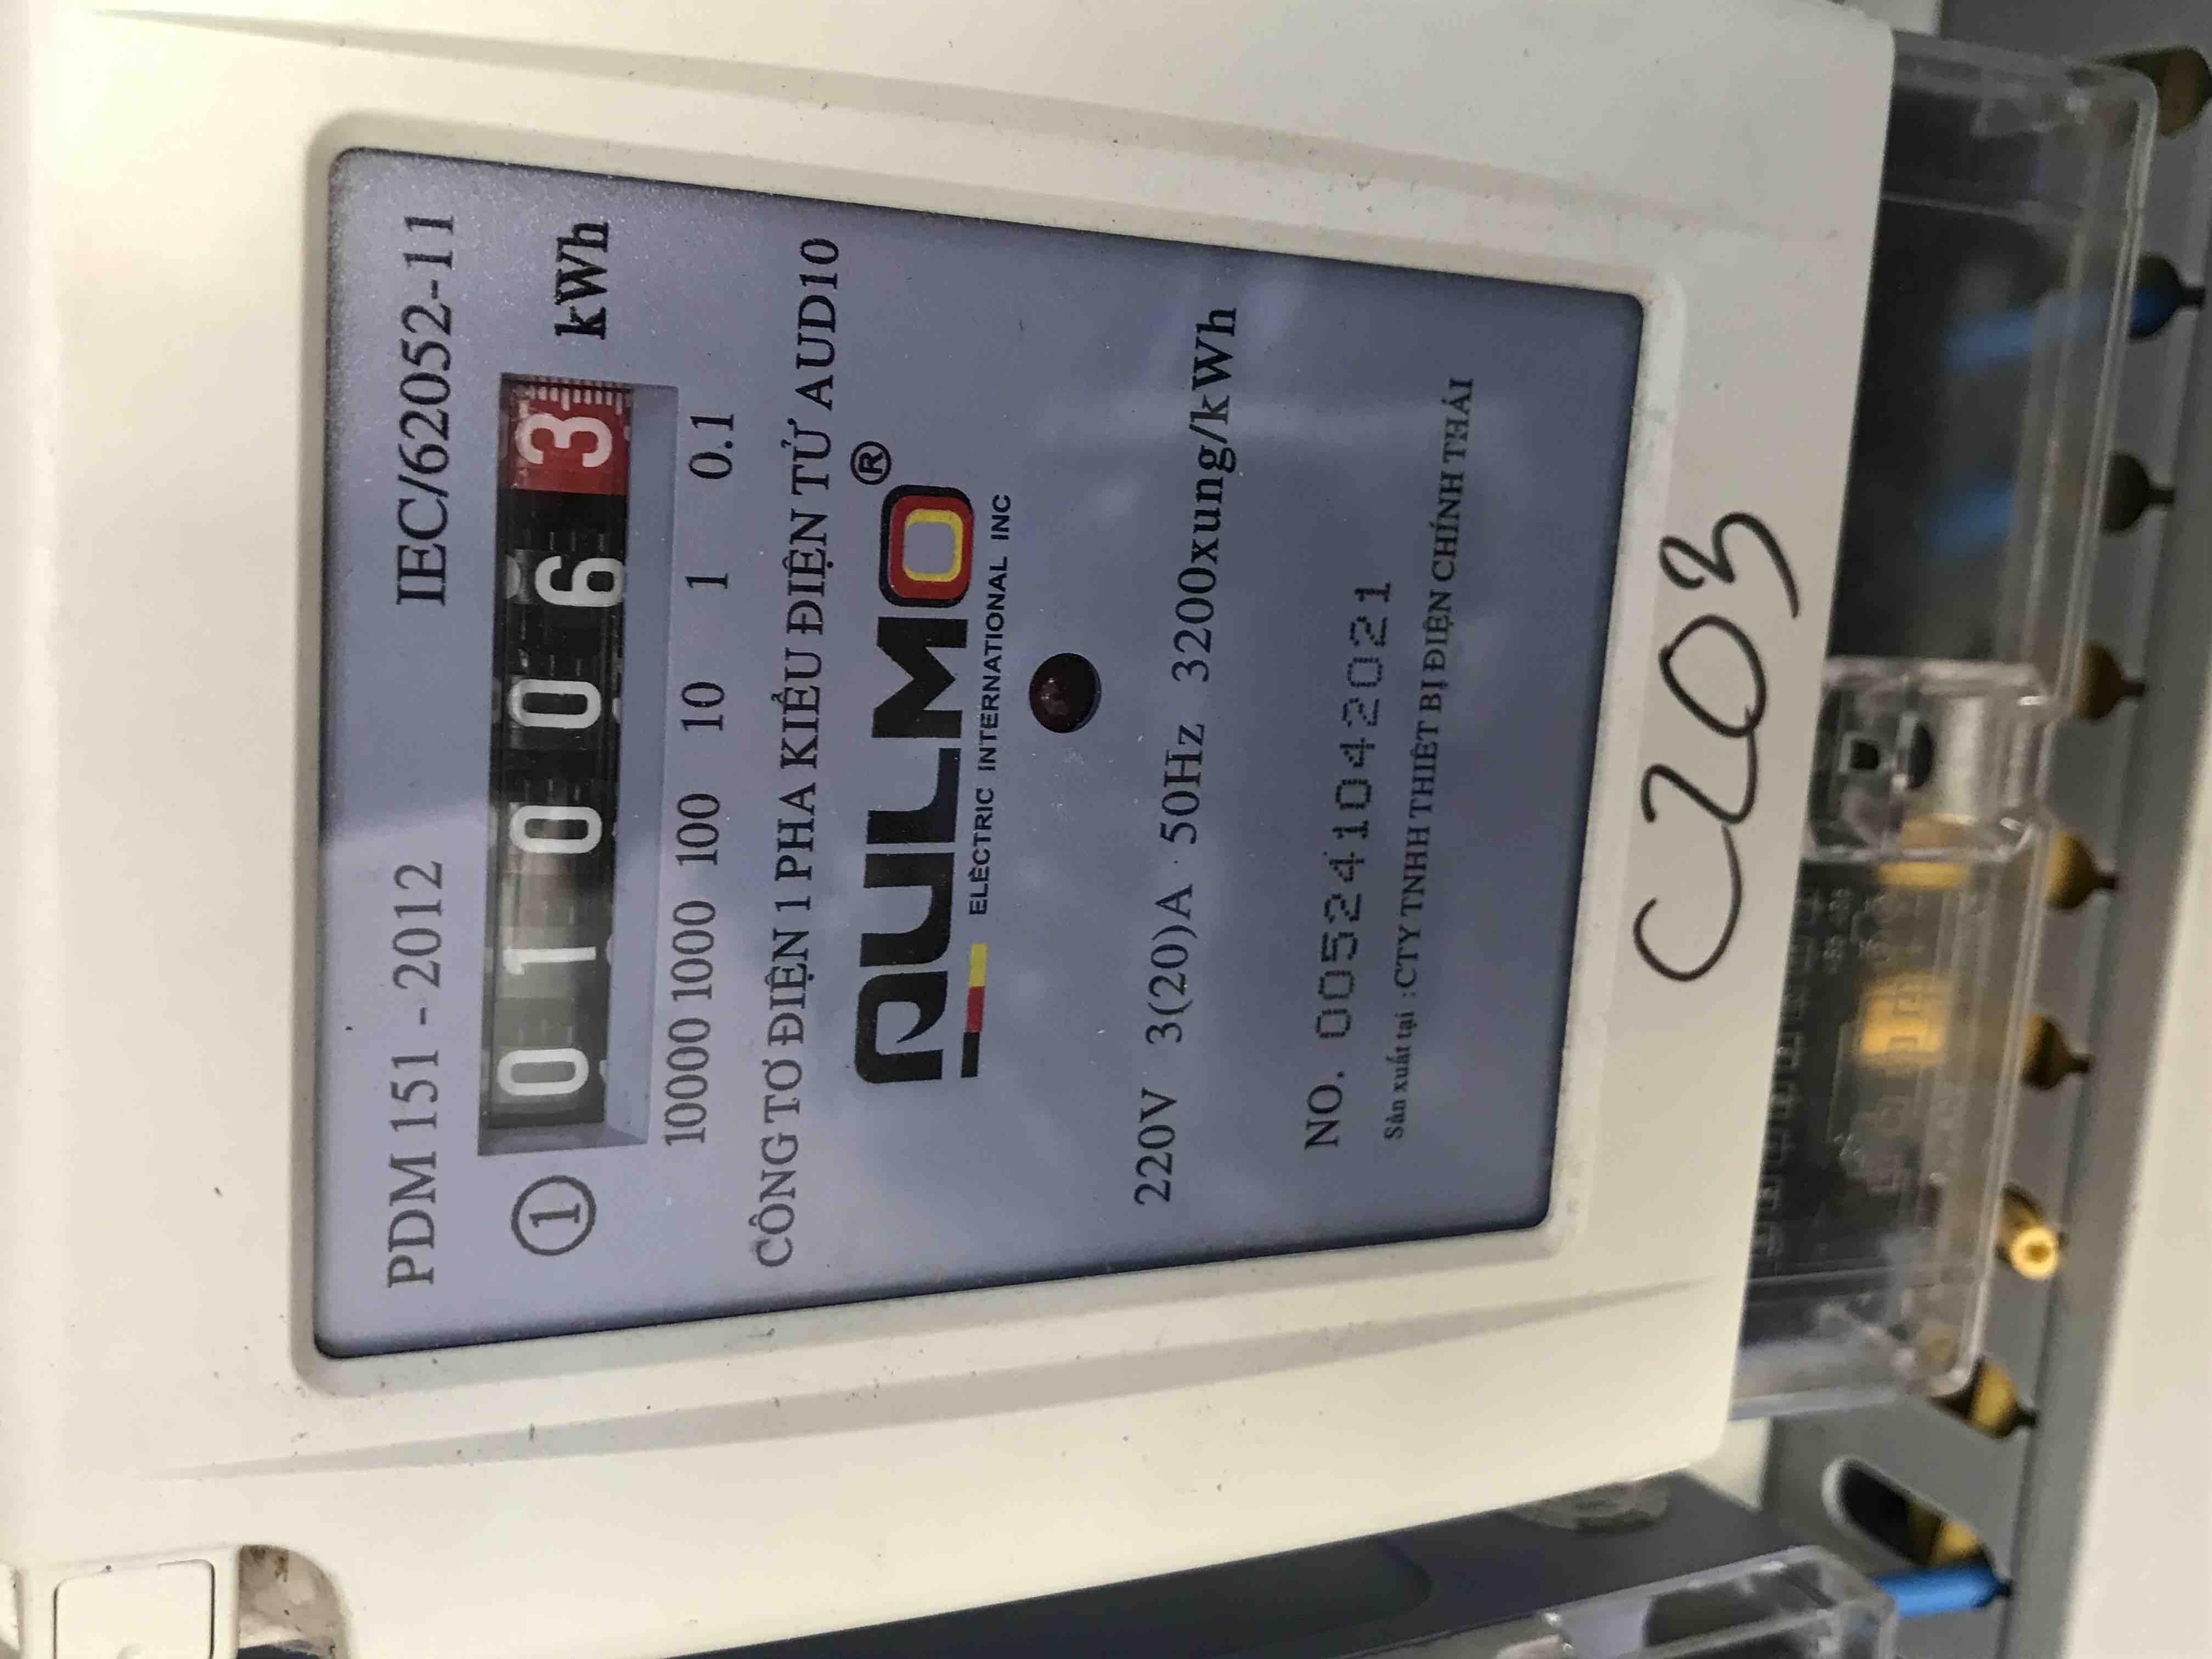 PDM 151 - 2012 IEC/62052-11
1 0 1 0 0 6 3 kWh
10000 1000 100 10 1 0.1
CÔNG TƠ ĐIỆN 1 PHA KIỂU ĐIỆN TỬ AUD10
AULMO®
ELECTRIC INTERNATIONAL INC
220V 3(20)A 50Hz 3200xung/kWh
NO. 005241042021
Sản xuất tại : CTY TNHH THIẾT BỊ ĐIỆN CHÍNH THÁI
C203